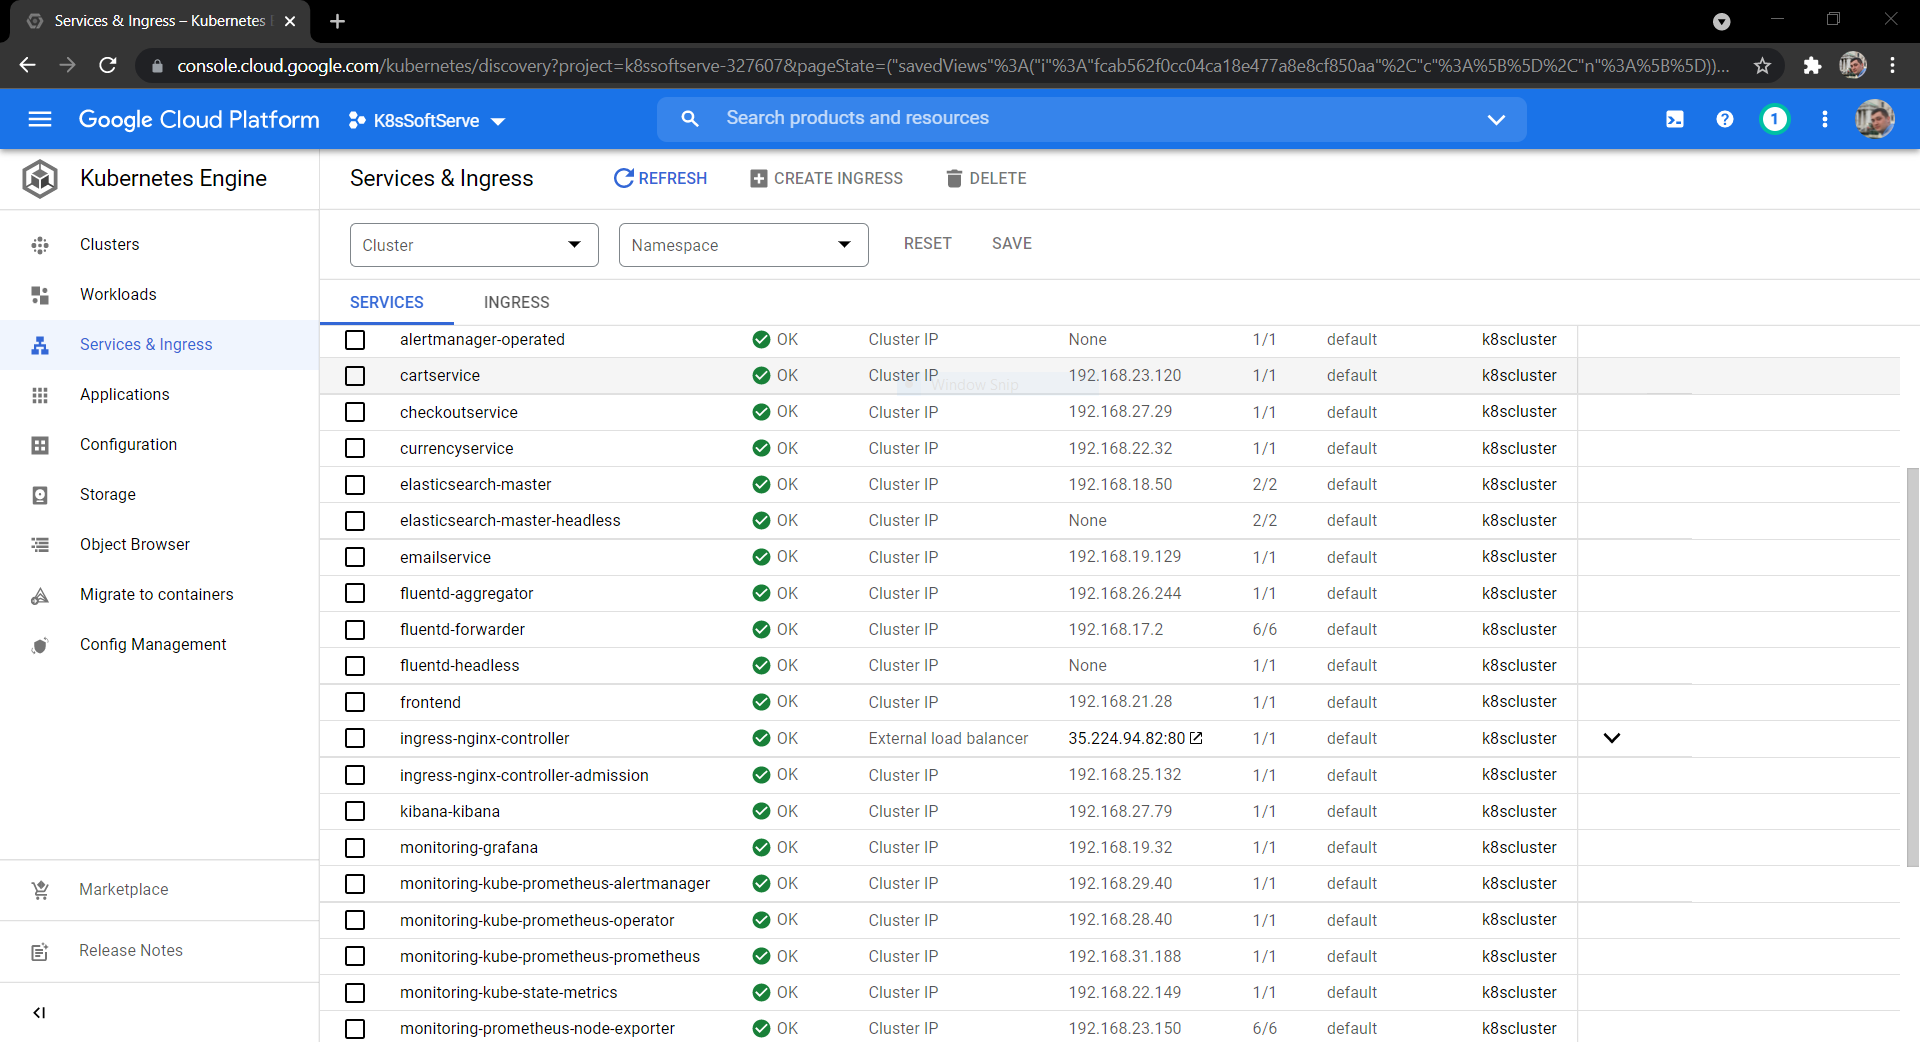 Services & Ingress – Kubernetes
console.cloud.google.com/kubernetes/discovery?project=k8ssoftserve-327607&pageState=("savedViews"%3A("i"%3A"fcab562f0cc04ca18e477a8e8cf850aa"%2C"c"%3A%5B%5D%2C"n"%3A%5B%5D))...
Google Cloud Platform K8sSoftServe Search products and resources 1
Kubernetes Engine Services & Ingress REFRESH CREATE INGRESS DELETE
Clusters
Workloads
Services & Ingress
Applications
Configuration
Storage
Object Browser
Migrate to containers
Config Management
Marketplace
Release Notes
Cluster Namespace RESET SAVE
SERVICES INGRESS
alertmanager-operated OK Cluster IP None 1/1 default k8scluster
cartservice OK Cluster IP 192.168.23.120 1/1 default k8scluster
Window Snip
checkoutservice OK Cluster IP 192.168.27.29 1/1 default k8scluster
currencyservice OK Cluster IP 192.168.22.32 1/1 default k8scluster
elasticsearch-master OK Cluster IP 192.168.18.50 2/2 default k8scluster
elasticsearch-master-headless OK Cluster IP None 2/2 default k8scluster
emailservice OK Cluster IP 192.168.19.129 1/1 default k8scluster
fluentd-aggregator OK Cluster IP 192.168.26.244 1/1 default k8scluster
fluentd-forwarder OK Cluster IP 192.168.17.2 6/6 default k8scluster
fluentd-headless OK Cluster IP None 1/1 default k8scluster
frontend OK Cluster IP 192.168.21.28 1/1 default k8scluster
ingress-nginx-controller OK External load balancer 35.224.94.82:80 1/1 default k8scluster
ingress-nginx-controller-admission OK Cluster IP 192.168.25.132 1/1 default k8scluster
kibana-kibana OK Cluster IP 192.168.27.79 1/1 default k8scluster
monitoring-grafana OK Cluster IP 192.168.19.32 1/1 default k8scluster
monitoring-kube-prometheus-alertmanager OK Cluster IP 192.168.29.40 1/1 default k8scluster
monitoring-kube-prometheus-operator OK Cluster IP 192.168.28.40 1/1 default k8scluster
monitoring-kube-prometheus-prometheus OK Cluster IP 192.168.31.188 1/1 default k8scluster
monitoring-kube-state-metrics OK Cluster IP 192.168.22.149 1/1 default k8scluster
monitoring-prometheus-node-exporter OK Cluster IP 192.168.23.150 6/6 default k8scluster